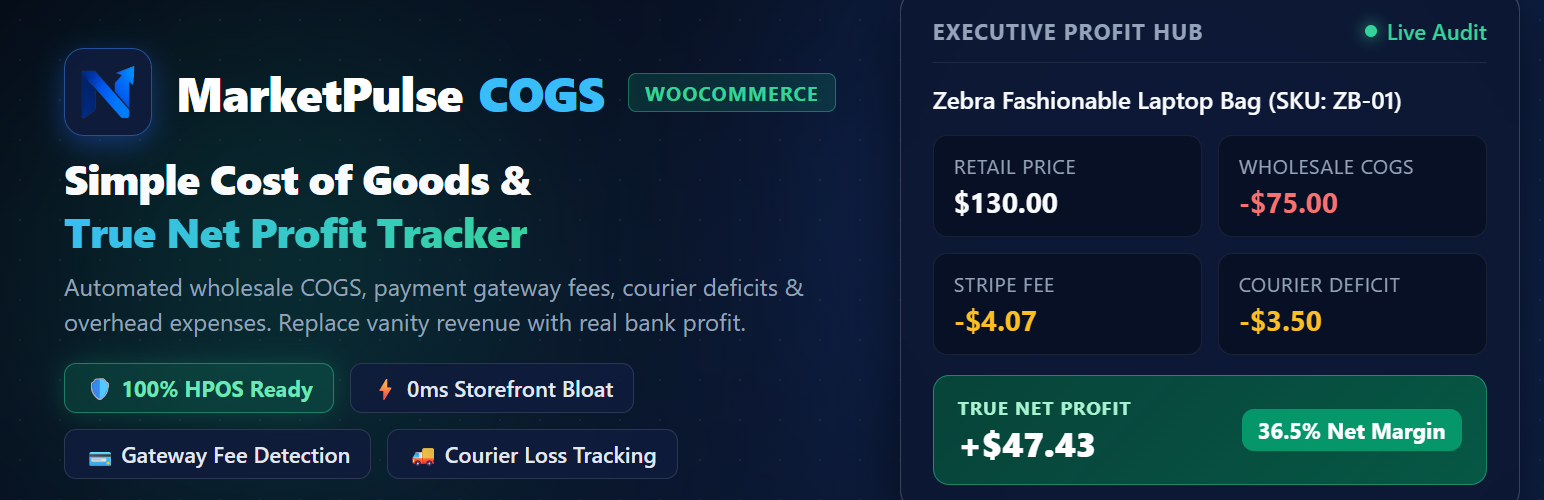 MarketPulse COGS WOOCOMMERCE
Simple Cost of Goods &
True Net Profit Tracker
Automated wholesale COGS, payment gateway fees, courier deficits &
overhead expenses. Replace vanity revenue with real bank profit.
100% HPOS Ready
0ms Storefront Bloat
Gateway Fee Detection
Courier Loss Tracking
EXECUTIVE PROFIT HUB
Live Audit
Zebra Fashionable Laptop Bag (SKU: ZB-01)
RETAIL PRICE
$130.00
WHOLESALE COGS
-$75.00
STRIPE FEE
-$4.07
COURIER DEFICIT
-$3.50
TRUE NET PROFIT
+$47.43
36.5% Net Margin